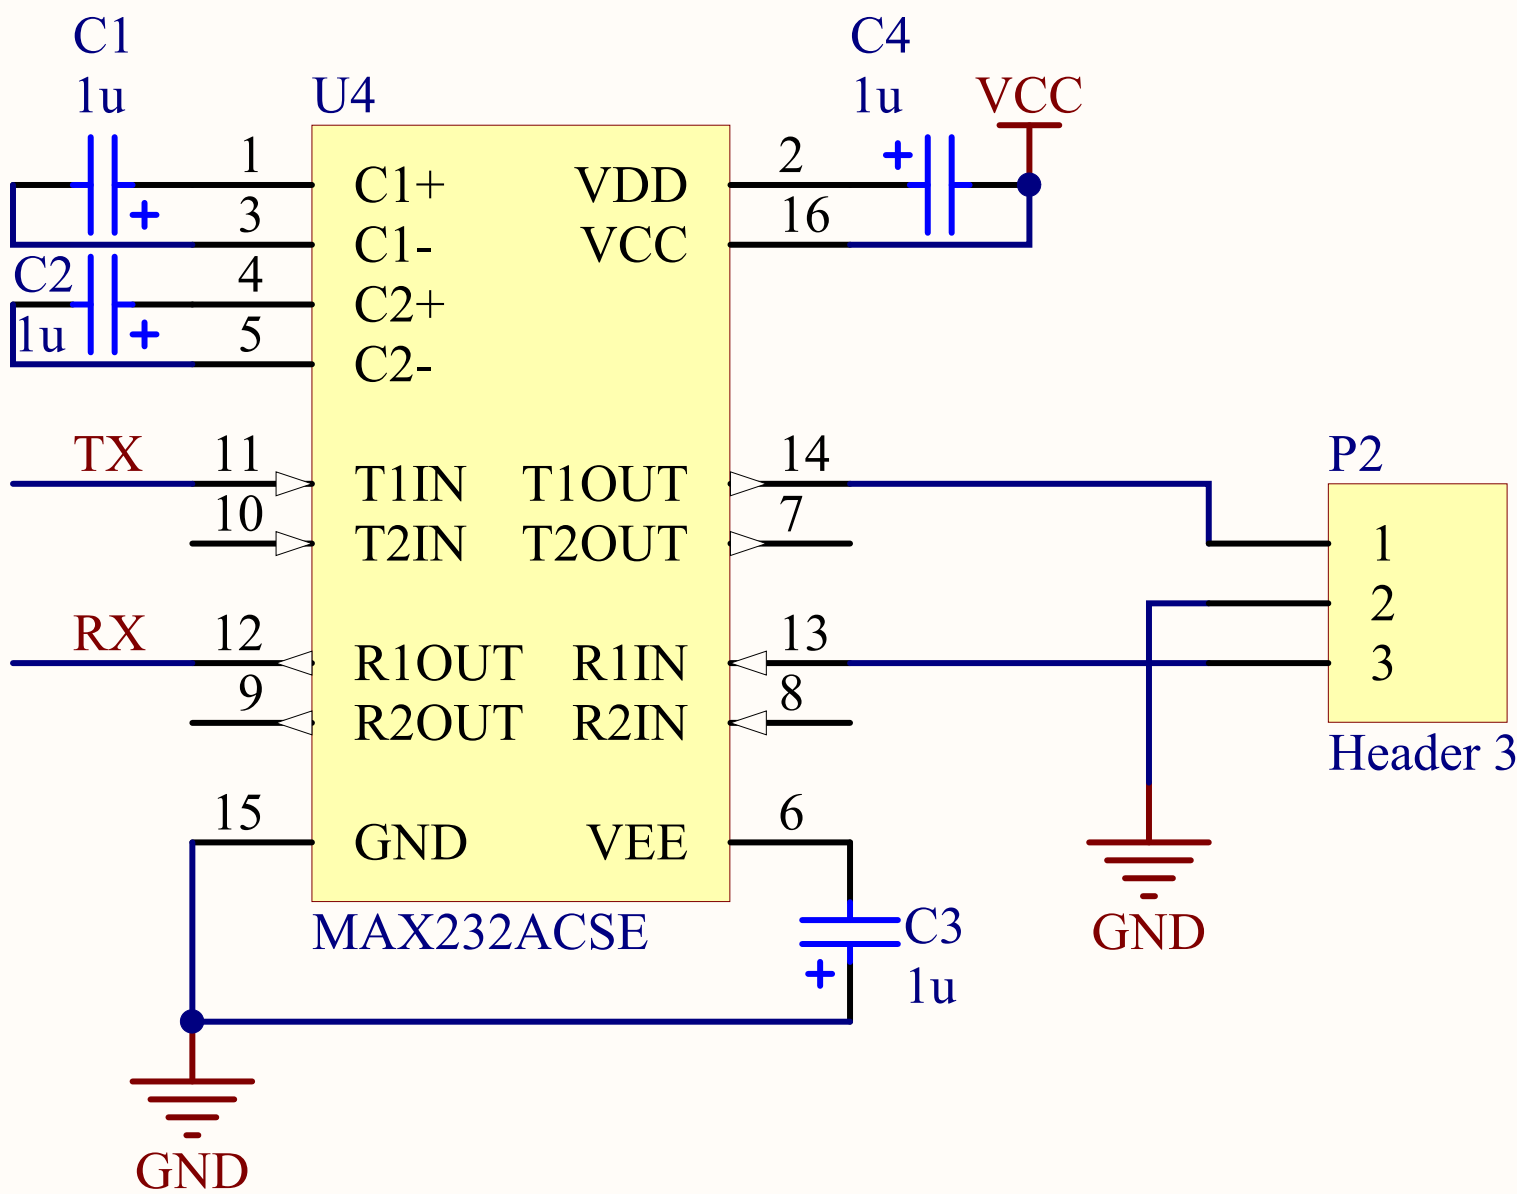 C1
1u
C4
1u
VCC
U4
1
C1+
VDD
2
3
C1-
VCC
16
C2
1u
4
C2+
5
C2-
TX
11
T1IN
T1OUT
14
10
T2IN
T2OUT
7
RX
12
R1OUT
R1IN
13
9
R2OUT
R2IN
8
15
GND
VEE
6
MAX232ACSE
C3
1u
GND
P2
1
2
3
Header 3
GND
+
+
+
+